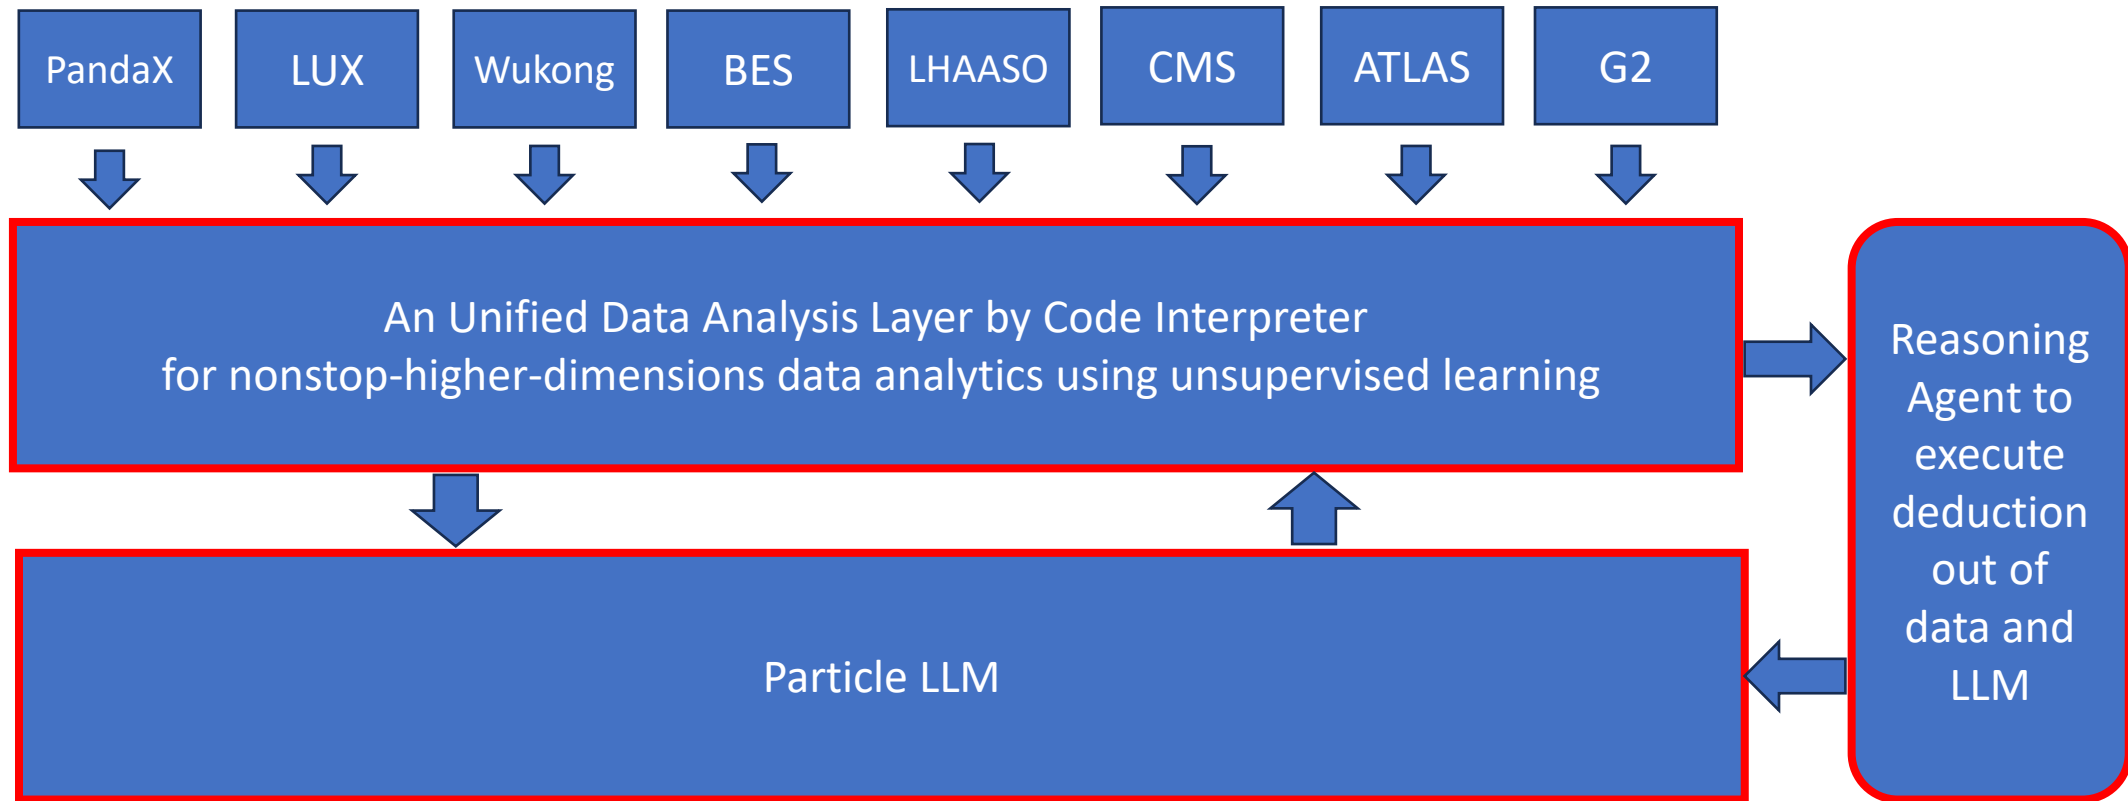 PandaX
LUX
Wukong
BES
LHAASO
CMS
ATLAS
G2
An Unified Data Analysis Layer by Code Interpreter
for nonstop-higher-dimensions data analytics using unsupervised learning
Particle LLM
Reasoning
Agent to
execute
deduction
out of
data and
LLM